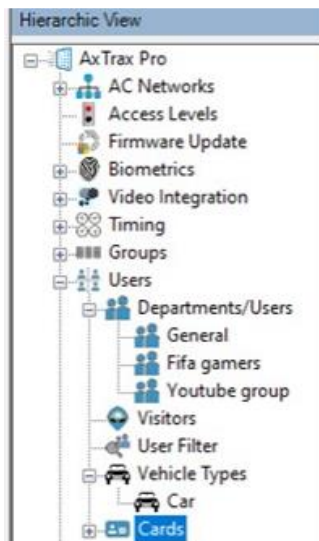 Hierarchic View
AxTrax Pro
AC Networks
Access Levels
Firmware Update
Biometrics
Video Integration
Timing
Groups
Users
Departments/Users
General
Fifa gamers
Youtube group
Visitors
User Filter
Vehicle Types
Car
Cards